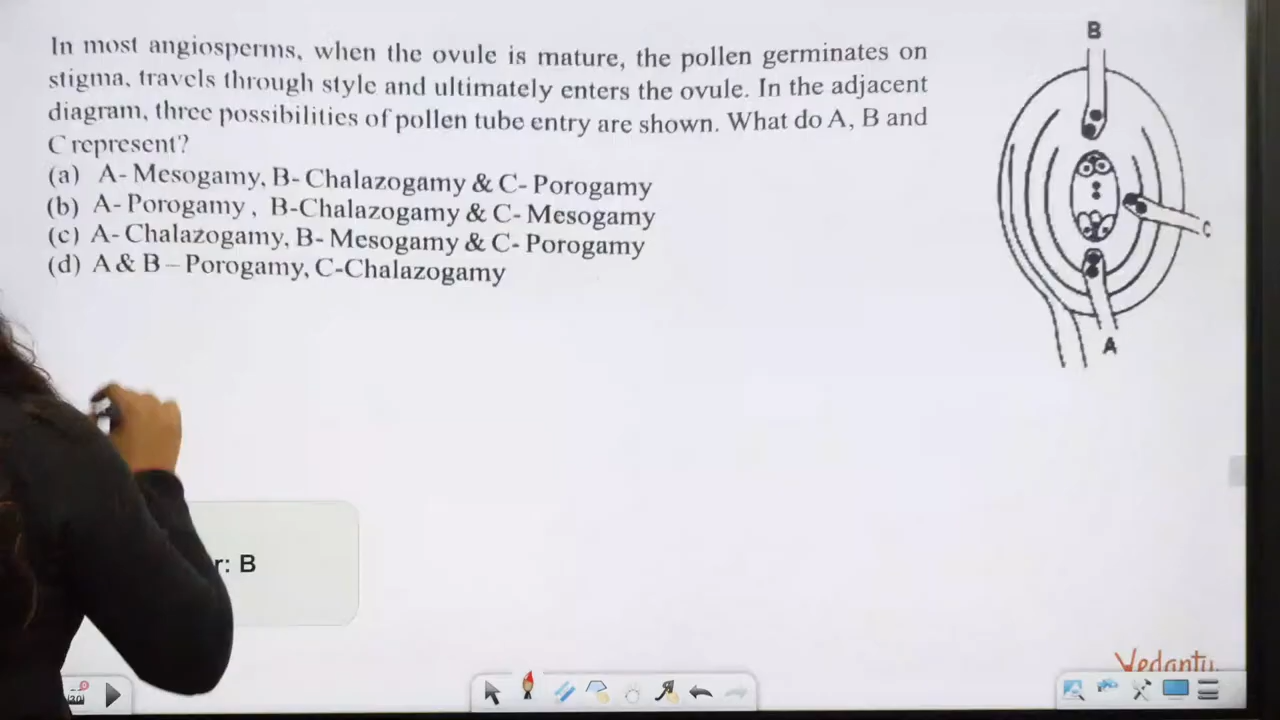 In most angiosperms, when the ovule is mature, the pollen germinates on
stigma, travels through style and ultimately enters the ovule. In the adjacent
diagram, three possibilities of pollen tube entry are shown. What do A, B and
C represent?
(a) A- Mesogamy, B- Chalazogamy & C- Porogamy
(b) A- Porogamy , B-Chalazogamy & C- Mesogamy
(c) A- Chalazogamy, B- Mesogamy & C- Porogamy
(d) A & B – Porogamy, C-Chalazogamy
B
C
A
r: B
Vedantu